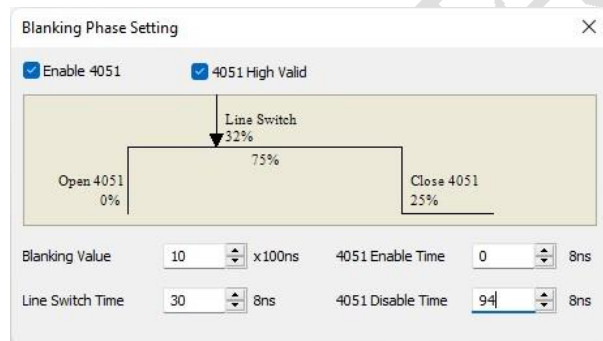 Blanking Phase Setting
Enable 4051 4051 High Valid
Line Switch
32%
75%
Open 4051
0%
Close 4051
25%
Blanking Value 10 x100ns 4051 Enable Time 0 8ns
Line Switch Time 30 8ns 4051 Disable Time 94 8ns